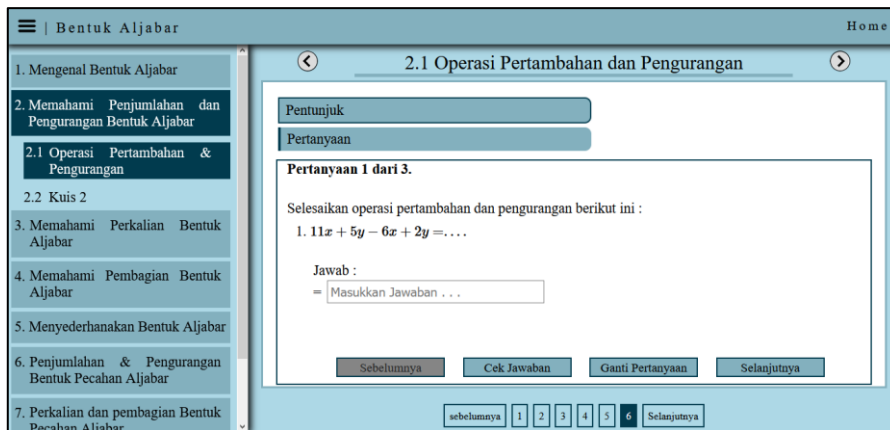 | Bentuk Aljabar
Home
1. Mengenal Bentuk Aljabar
2. Memahami Penjumlahan dan
Pengurangan Bentuk Aljabar
2.1 Operasi Pertambahan &
Pengurangan
2.2 Kuis 2
3. Memahami Perkalian Bentuk
Aljabar
4. Memahami Pembagian Bentuk
Aljabar
5. Menyederhanakan Bentuk Aljabar
6. Penjumlahan & Pengurangan
Bentuk Pecahan Aljabar
7. Perkalian dan pembagian Bentuk
Pecahan Aljabar
2.1 Operasi Pertambahan dan Pengurangan
Pentunjuk
Pertanyaan
Pertanyaan 1 dari 3.
Selesaikan operasi pertambahan dan pengurangan berikut ini :
1. 11x + 5y − 6x + 2y =....
Jawab :
= Masukkan Jawaban . . .
Sebelumnya Cek Jawaban Ganti Pertanyaan Selanjutnya
sebelumnya 1 2 3 4 5 6 Selanjutnya